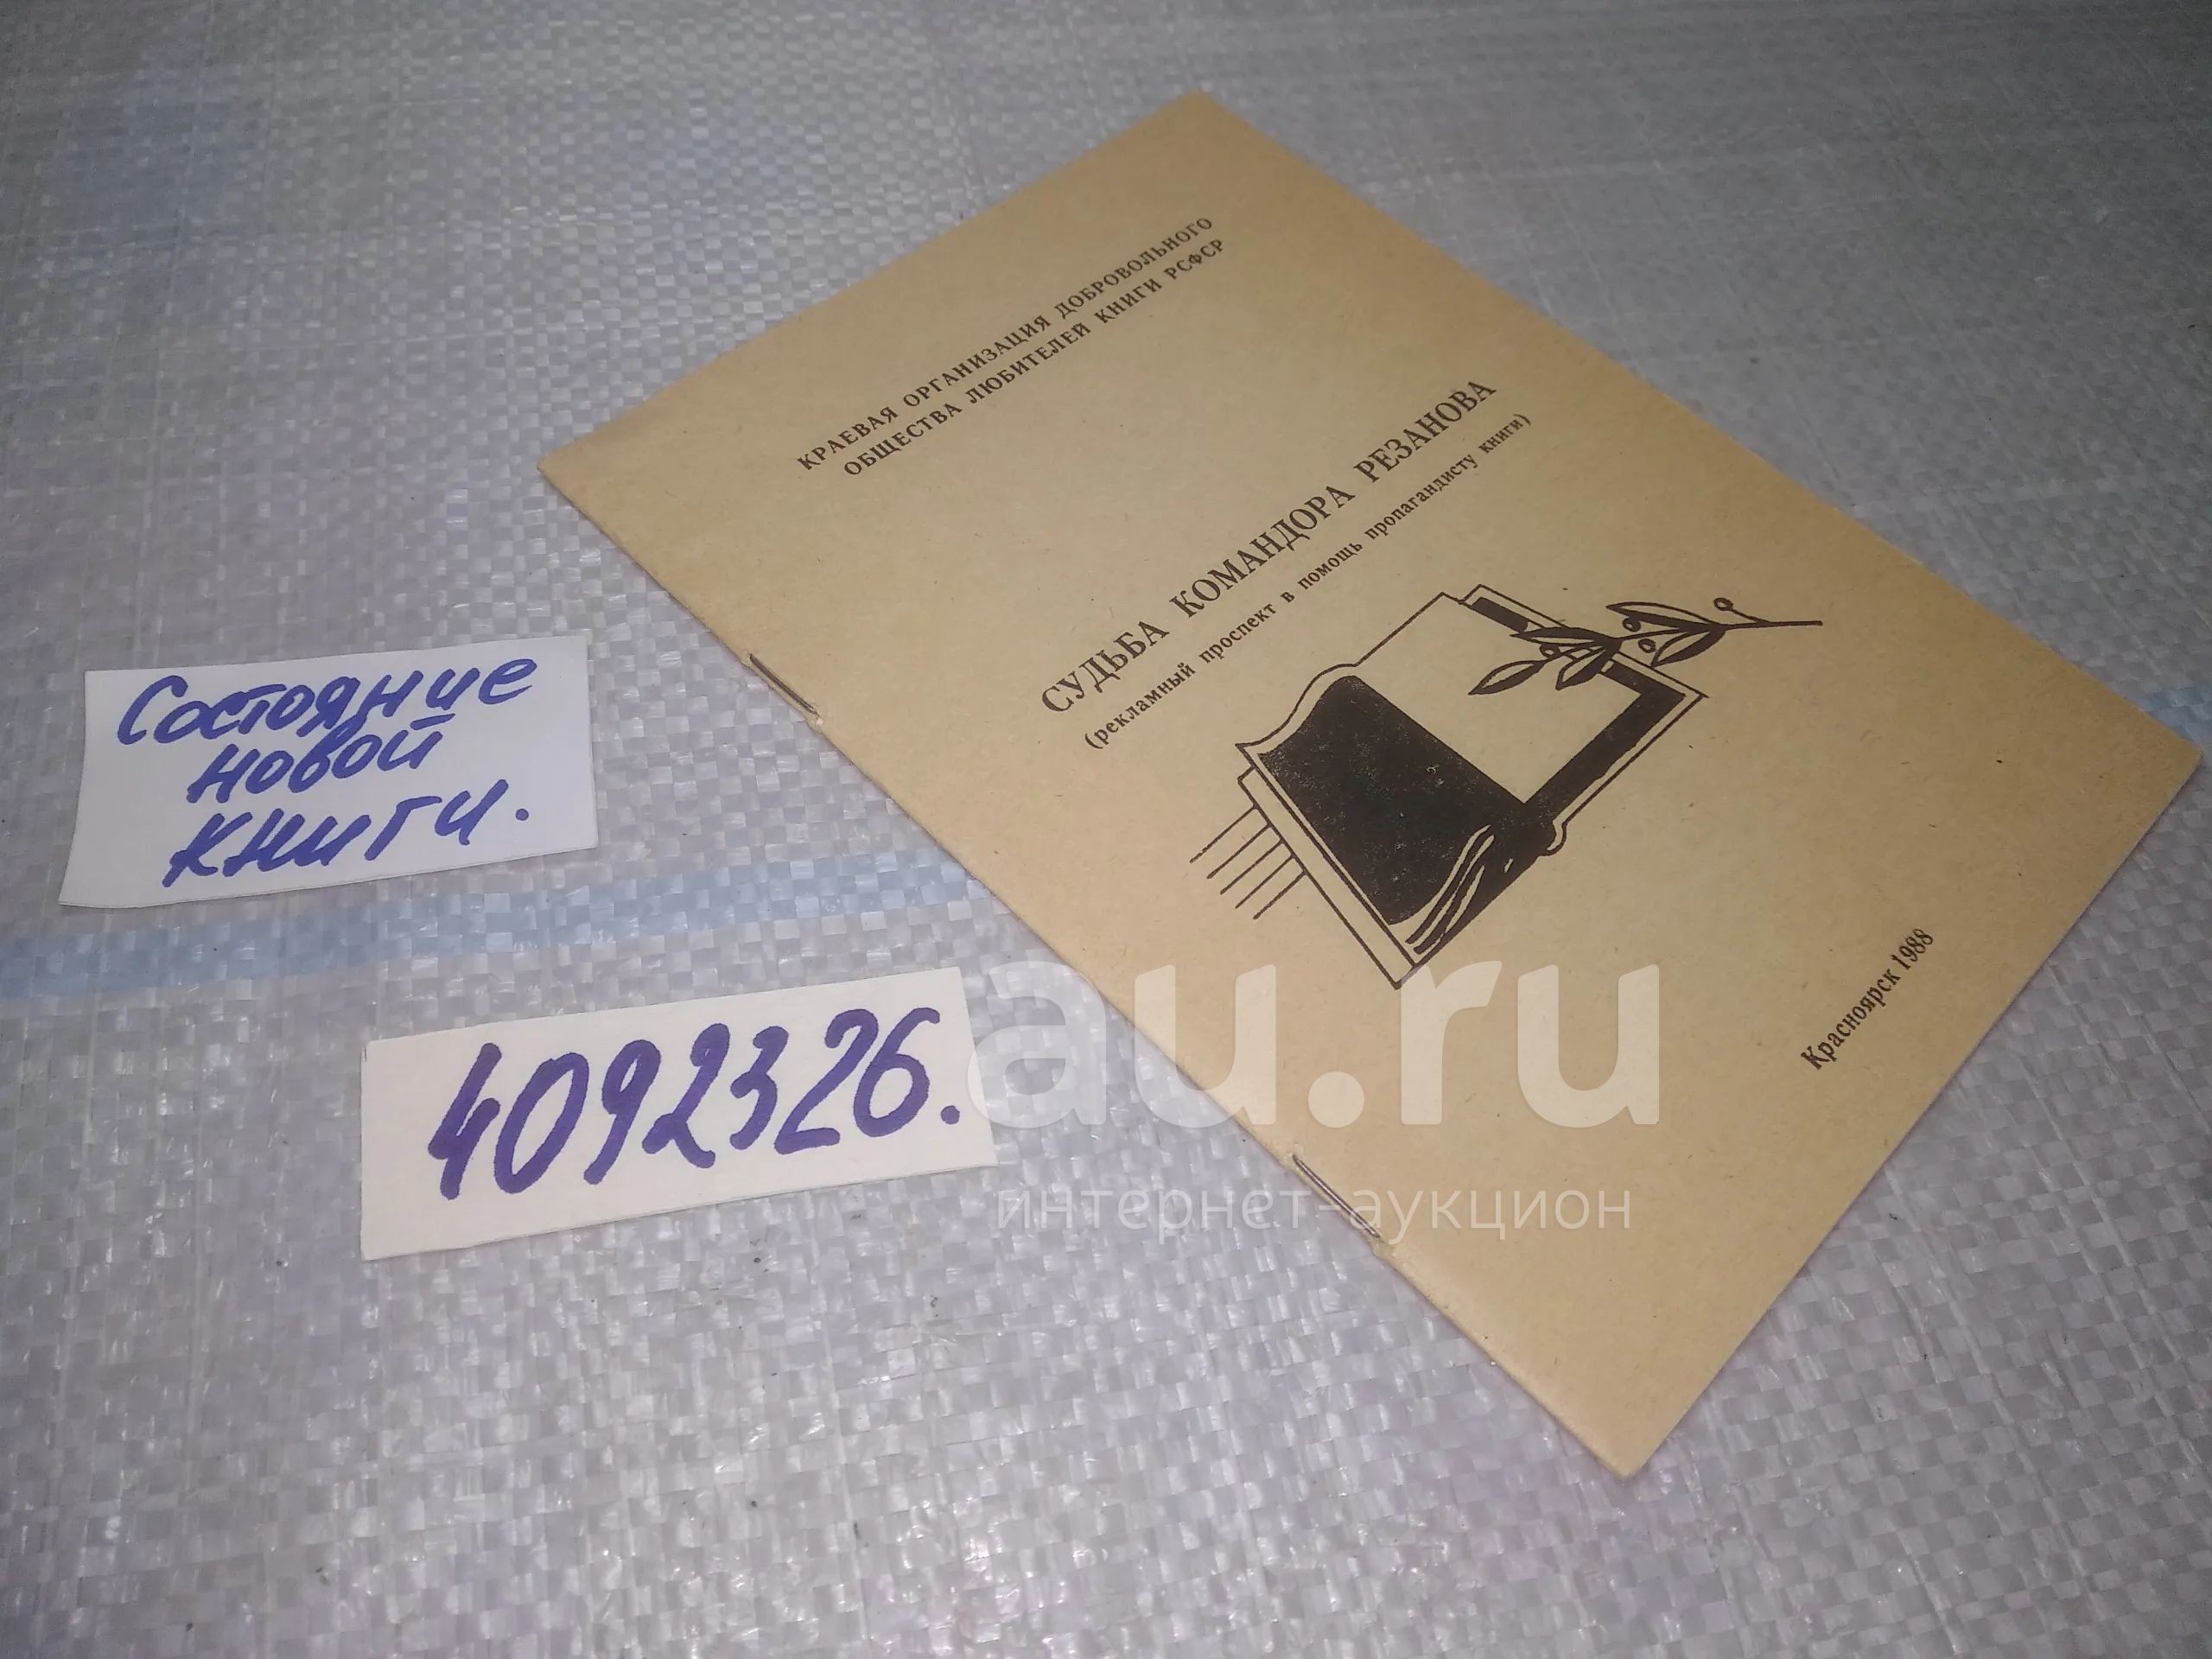 КРАЕВАЯ ОРГАНИЗАЦИЯ ДОБРОВОЛЬНОГО
ОБЩЕСТВА ЛЮБИТЕЛЕЙ КНИГИ РСФСР
СУДЬБА КОМАНДОРА РЕЗАНОВА
(рекламный проспект в помощь пропагандисту книги)
Красноярск 1988
Состояние
новой
книги.
4092326.
au.ru
интернет-аукцион